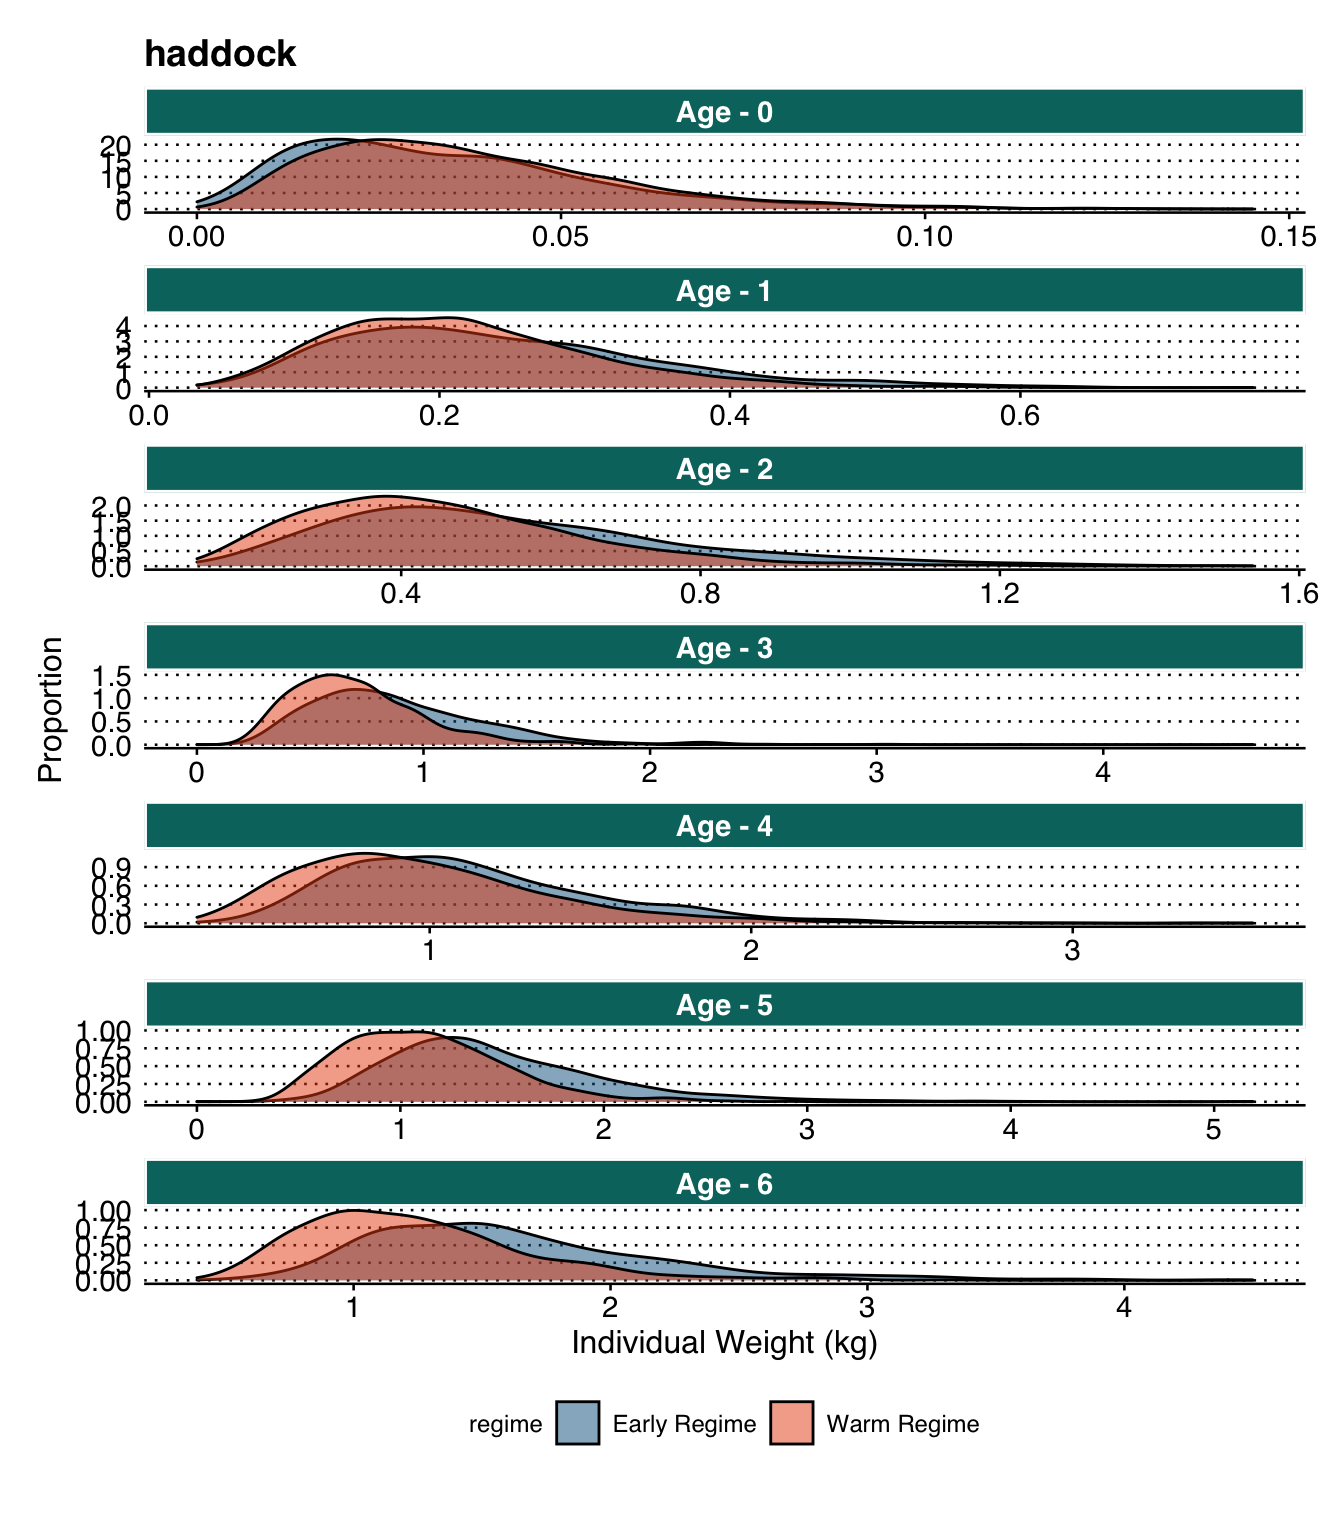 haddock
Age - 0
20
15
10
5
0
0.00 0.05 0.10 0.15
Age - 1
4
3
2
1
0
0.0 0.2 0.4 0.6
Age - 2
2.0
1.5
1.0
0.5
0.0
0.4 0.8 1.2 1.6
Age - 3
1.5
1.0
0.5
0.0
0 1 2 3 4
Proportion
Age - 4
0.9
0.6
0.3
0.0
1 2 3
Age - 5
1.00
0.75
0.50
0.25
0.00
0 1 2 3 4 5
Age - 6
1.00
0.75
0.50
0.25
0.00
1 2 3 4
Individual Weight (kg)
regime Early Regime Warm Regime